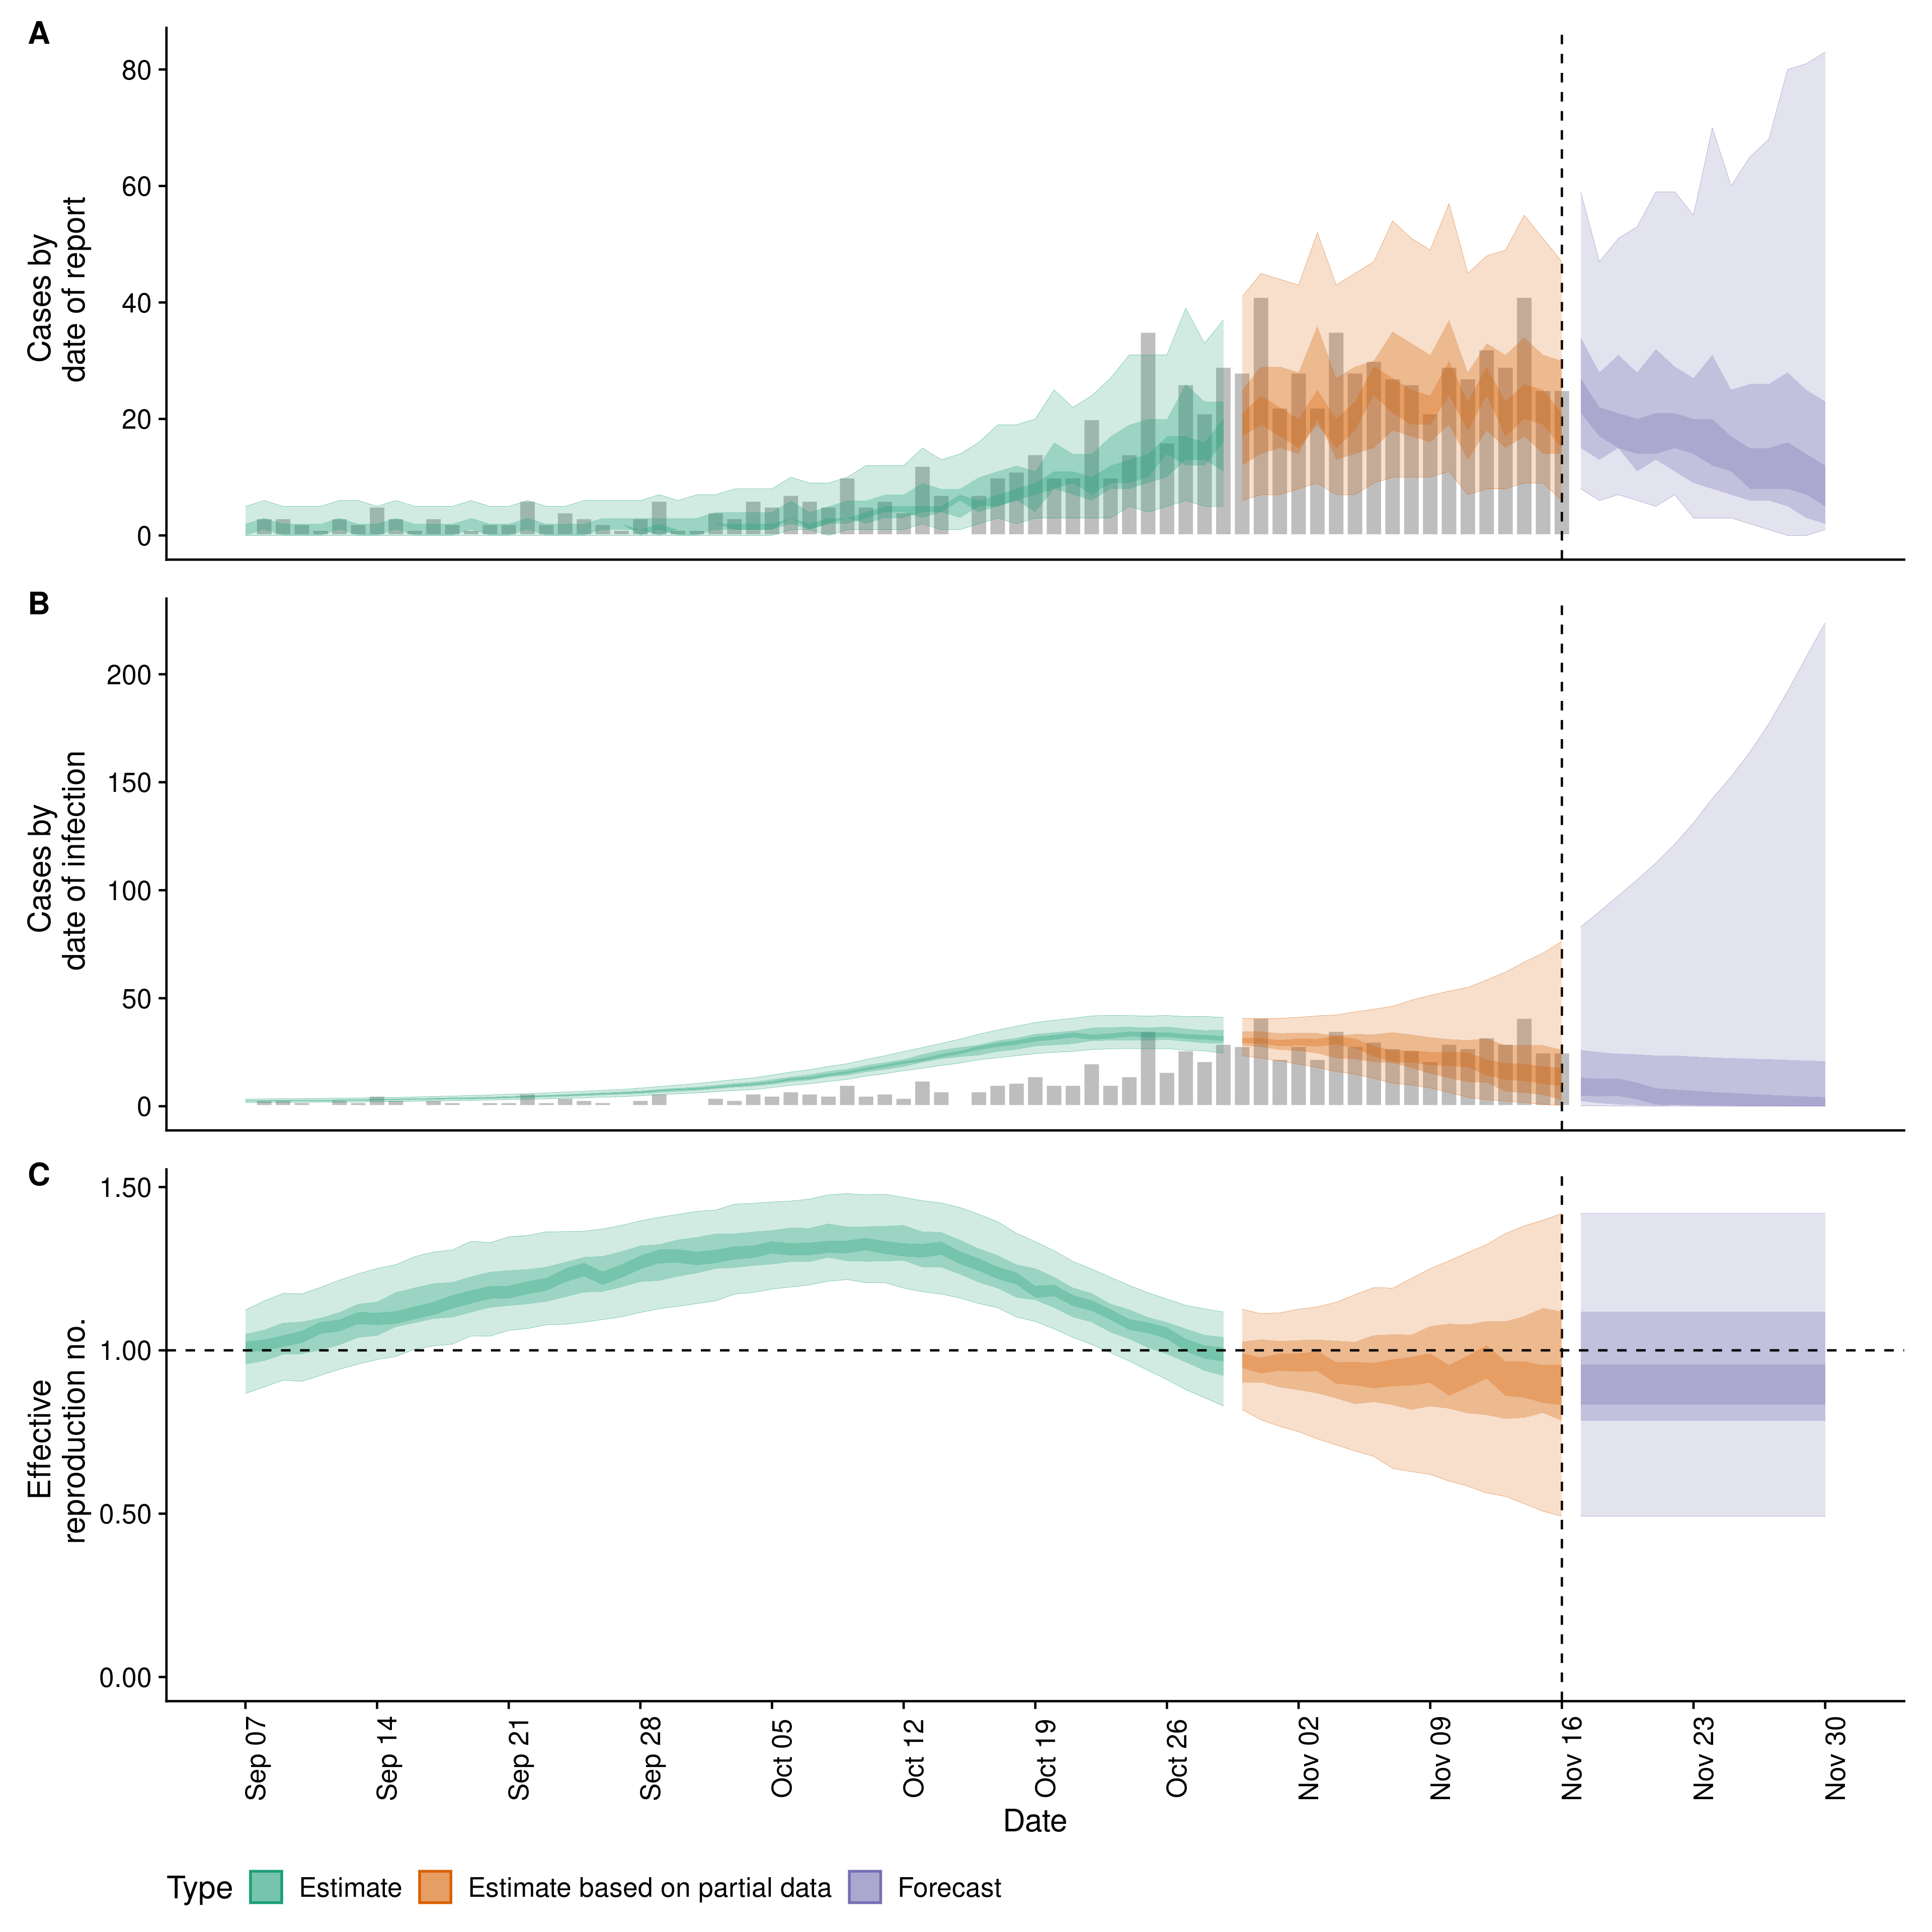 A
80
60
40
20
0
Cases by
date of report
B
200
150
100
50
0
Cases by
date of infection
C
1.50
1.00
0.50
0.00
Effective
reproduction no.
Sep 07
Sep 14
Sep 21
Sep 28
Oct 05
Oct 12
Oct 19
Oct 26
Nov 02
Nov 09
Nov 16
Nov 23
Nov 30
Date
Type Estimate Estimate based on partial data Forecast